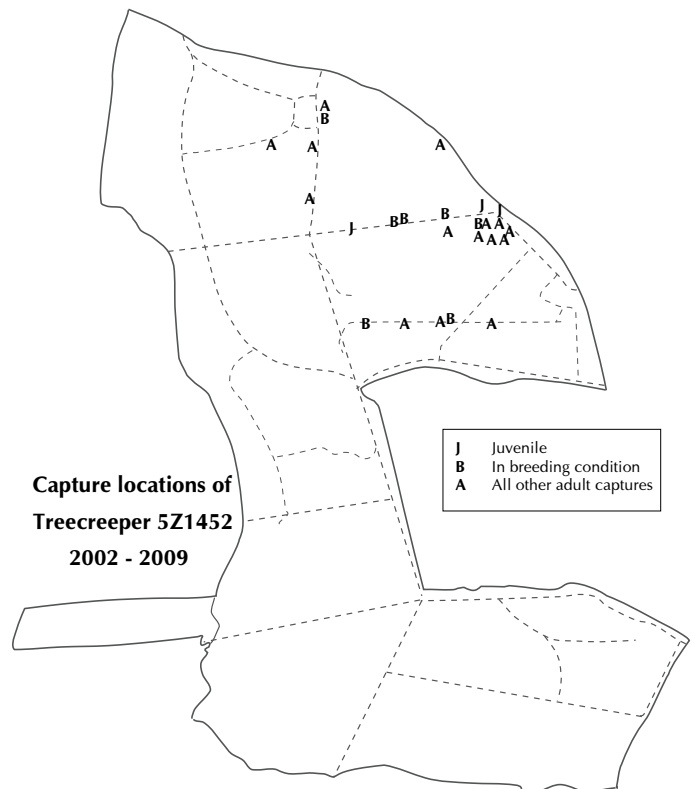 A
B
A A A
A
J
J
B B B
J
B A A
A A
A A A
B A A B A
J Juvenile
B In breeding condition
A All other adult captures
Capture locations of
Treecreeper 5Z1452
2002 - 2009